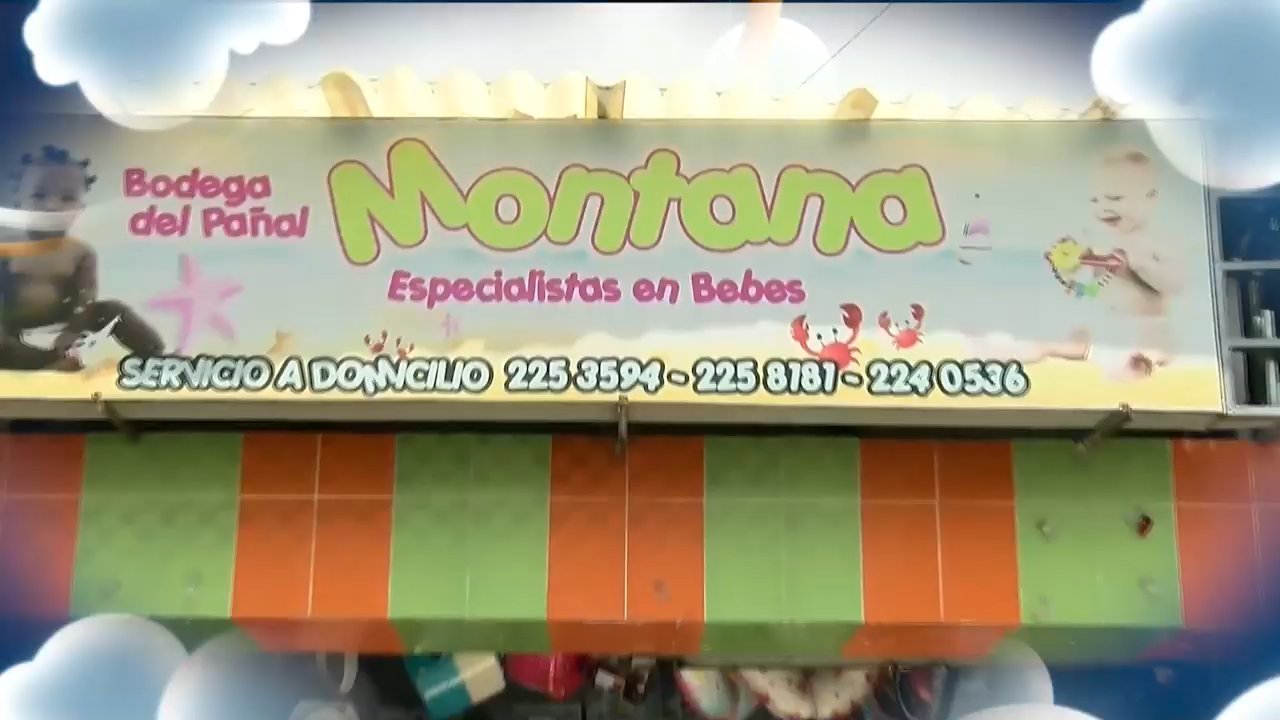 Bodega
del Pañal
Montana
Especialistas en Bebes
SERVICIO A DOMICILIO 225 3594 - 225 8181 - 224 0536